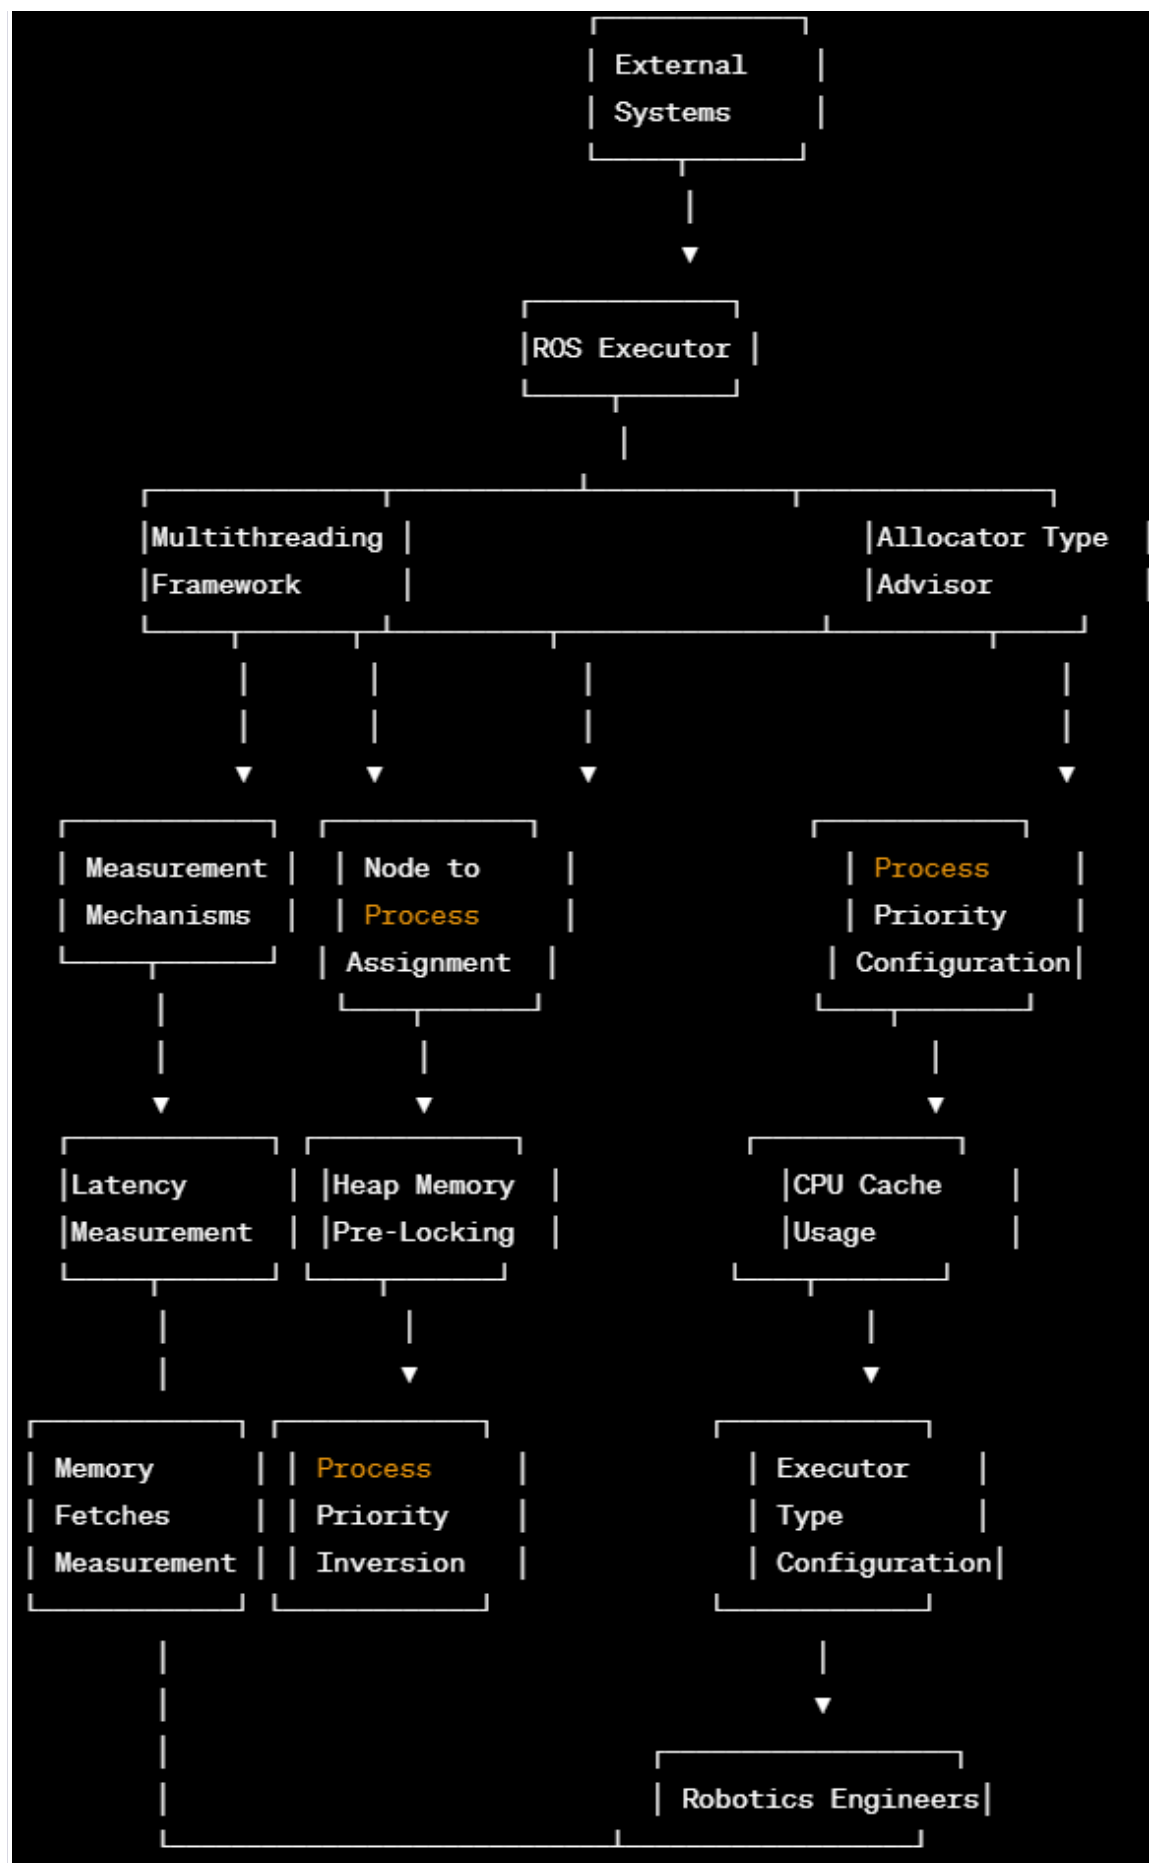 External
Systems
ROS Executor
Multithreading Allocator Type
Framework Advisor
Measurement Node to Process
Mechanisms Process Priority
Assignment Configuration
Latency Heap Memory CPU Cache
Measurement Pre-Locking Usage
Memory Process Executor
Fetches Priority Type
Measurement Inversion Configuration
Robotics Engineers